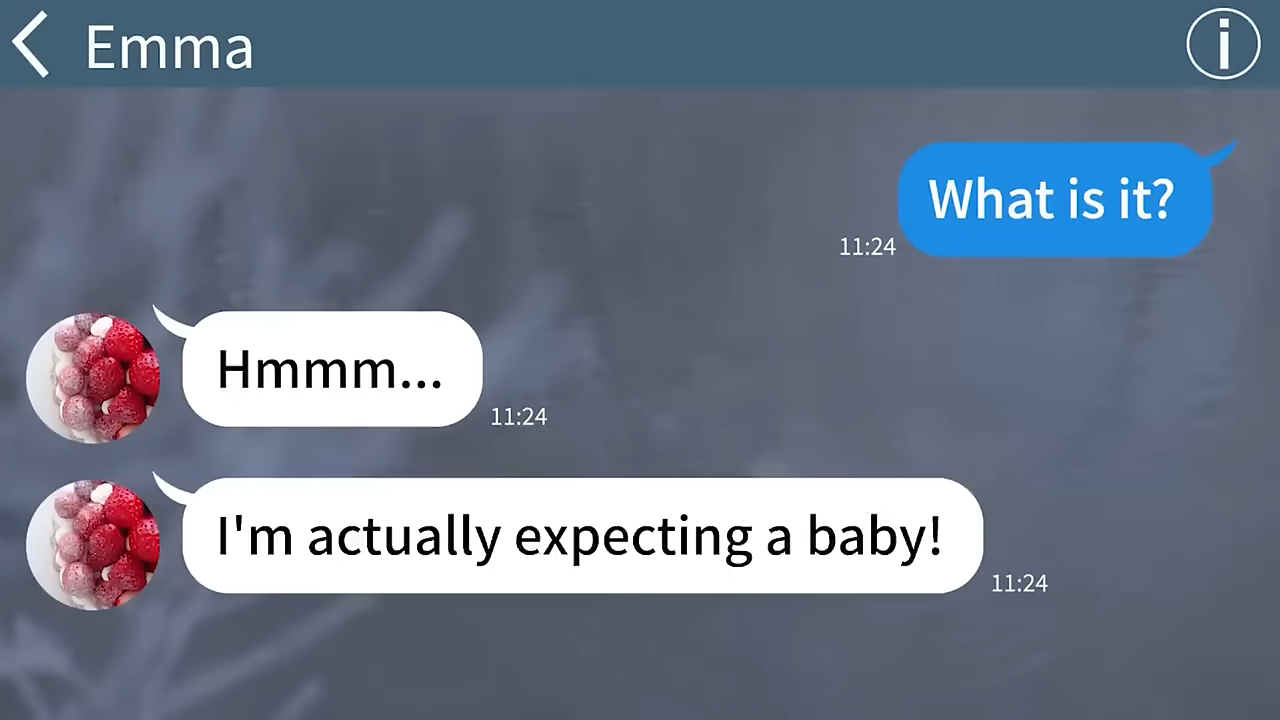 Emma
What is it?
11:24
Hmmm...
11:24
I'm actually expecting a baby!
11:24